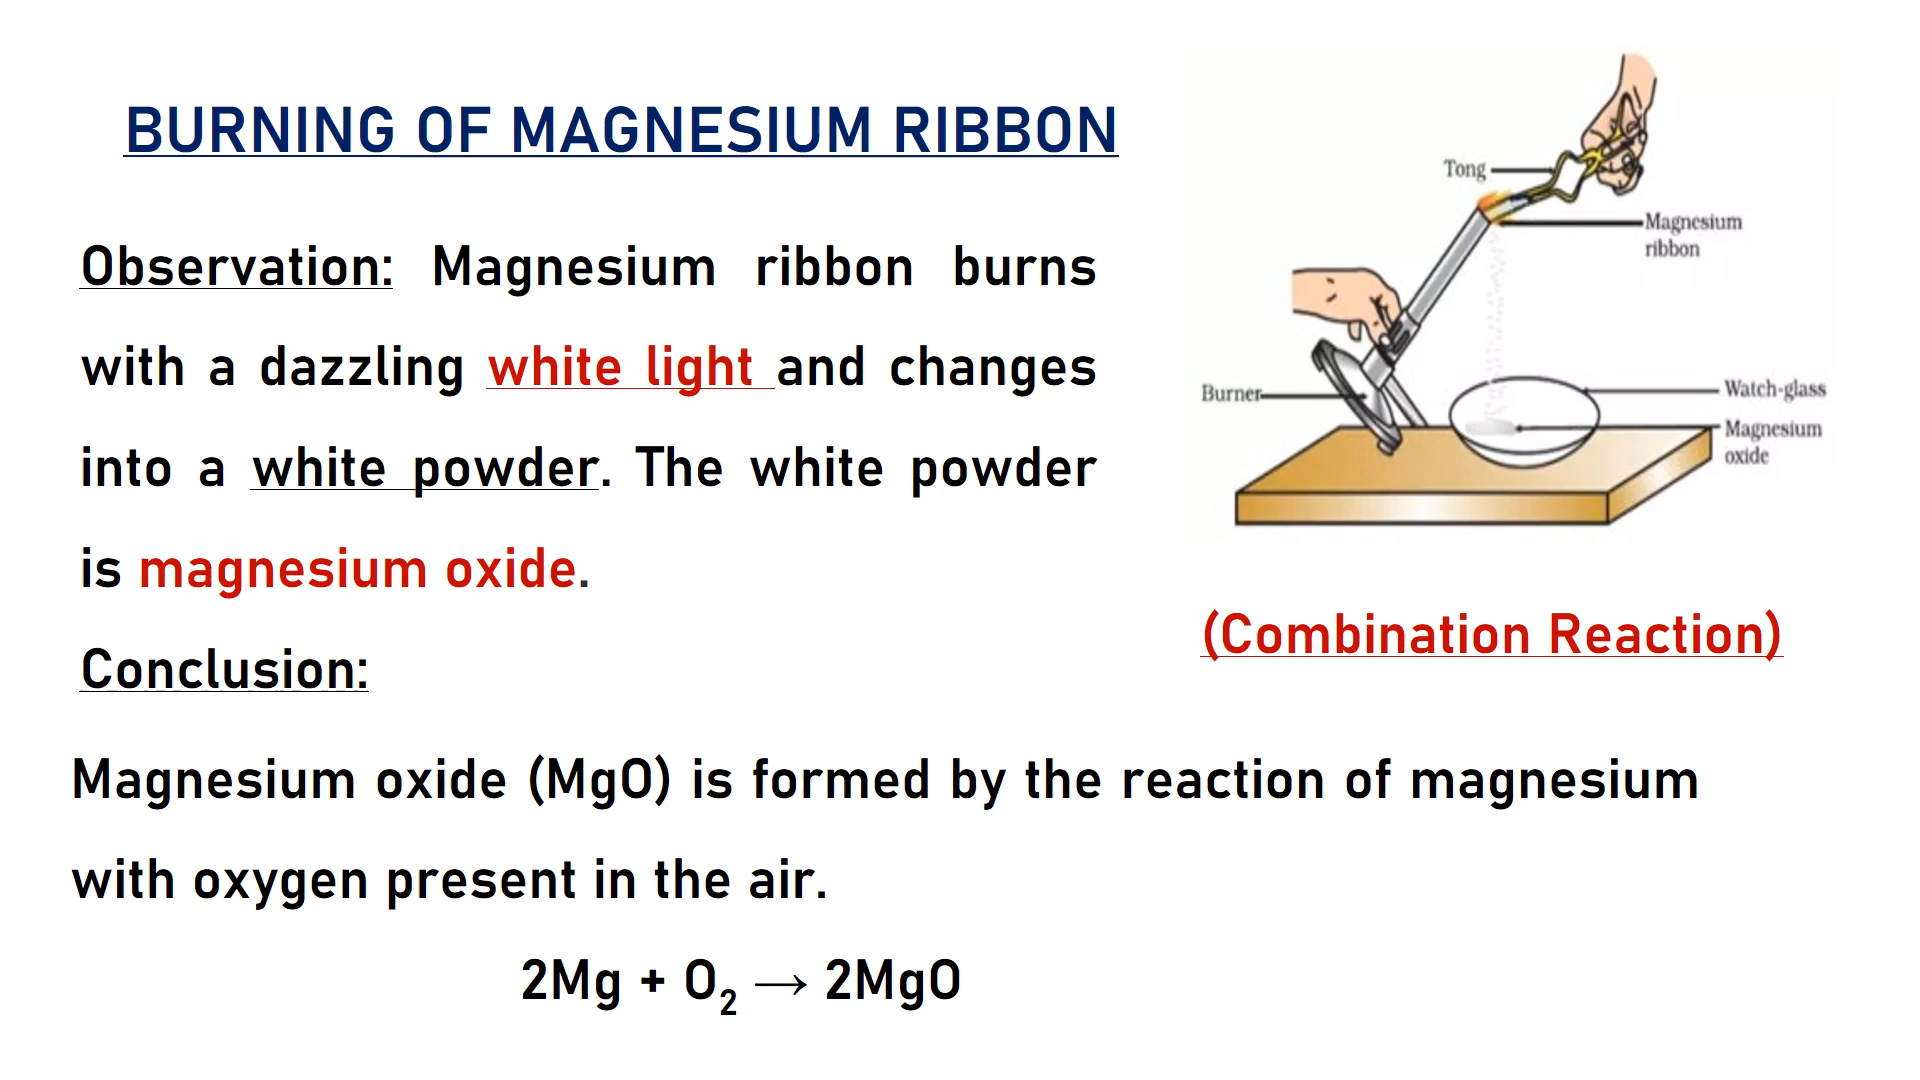 BURNING OF MAGNESIUM RIBBON
Observation: Magnesium ribbon burns
with a dazzling white light and changes
into a white powder. The white powder
is magnesium oxide.
Conclusion:
Magnesium oxide (MgO) is formed by the reaction of magnesium
with oxygen present in the air.
2Mg + O₂ → 2MgO
Tong
Magnesium
ribbon
Burner
Watch-glass
Magnesium
oxide
(Combination Reaction)